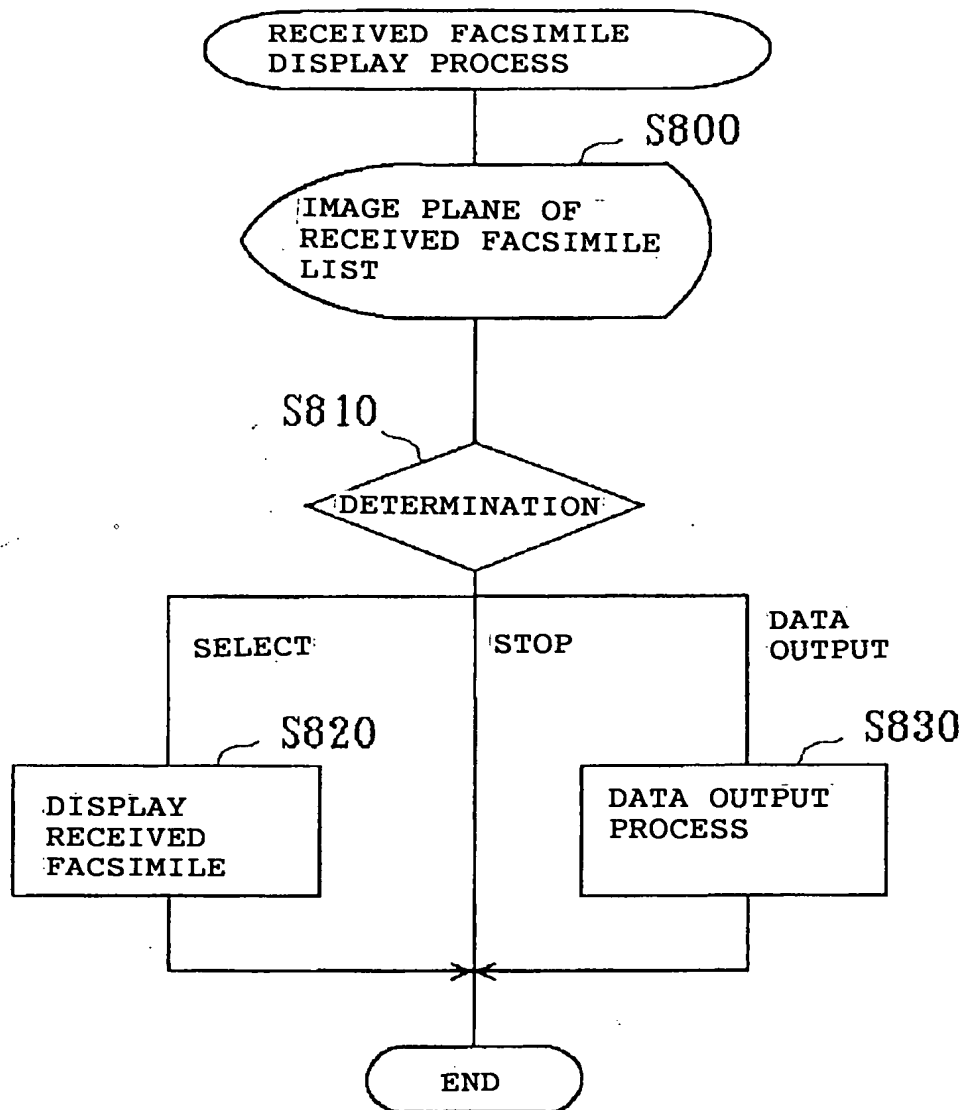 RECEIVED FACSIMILE
DISPLAY PROCESS
S800
IMAGE PLANE OF
RECEIVED FACSIMILE
LIST
S810
DETERMINATION
SELECT
STOP
DATA
OUTPUT
S820
S830
DISPLAY
RECEIVED
FACSIMILE
DATA OUTPUT
PROCESS
END